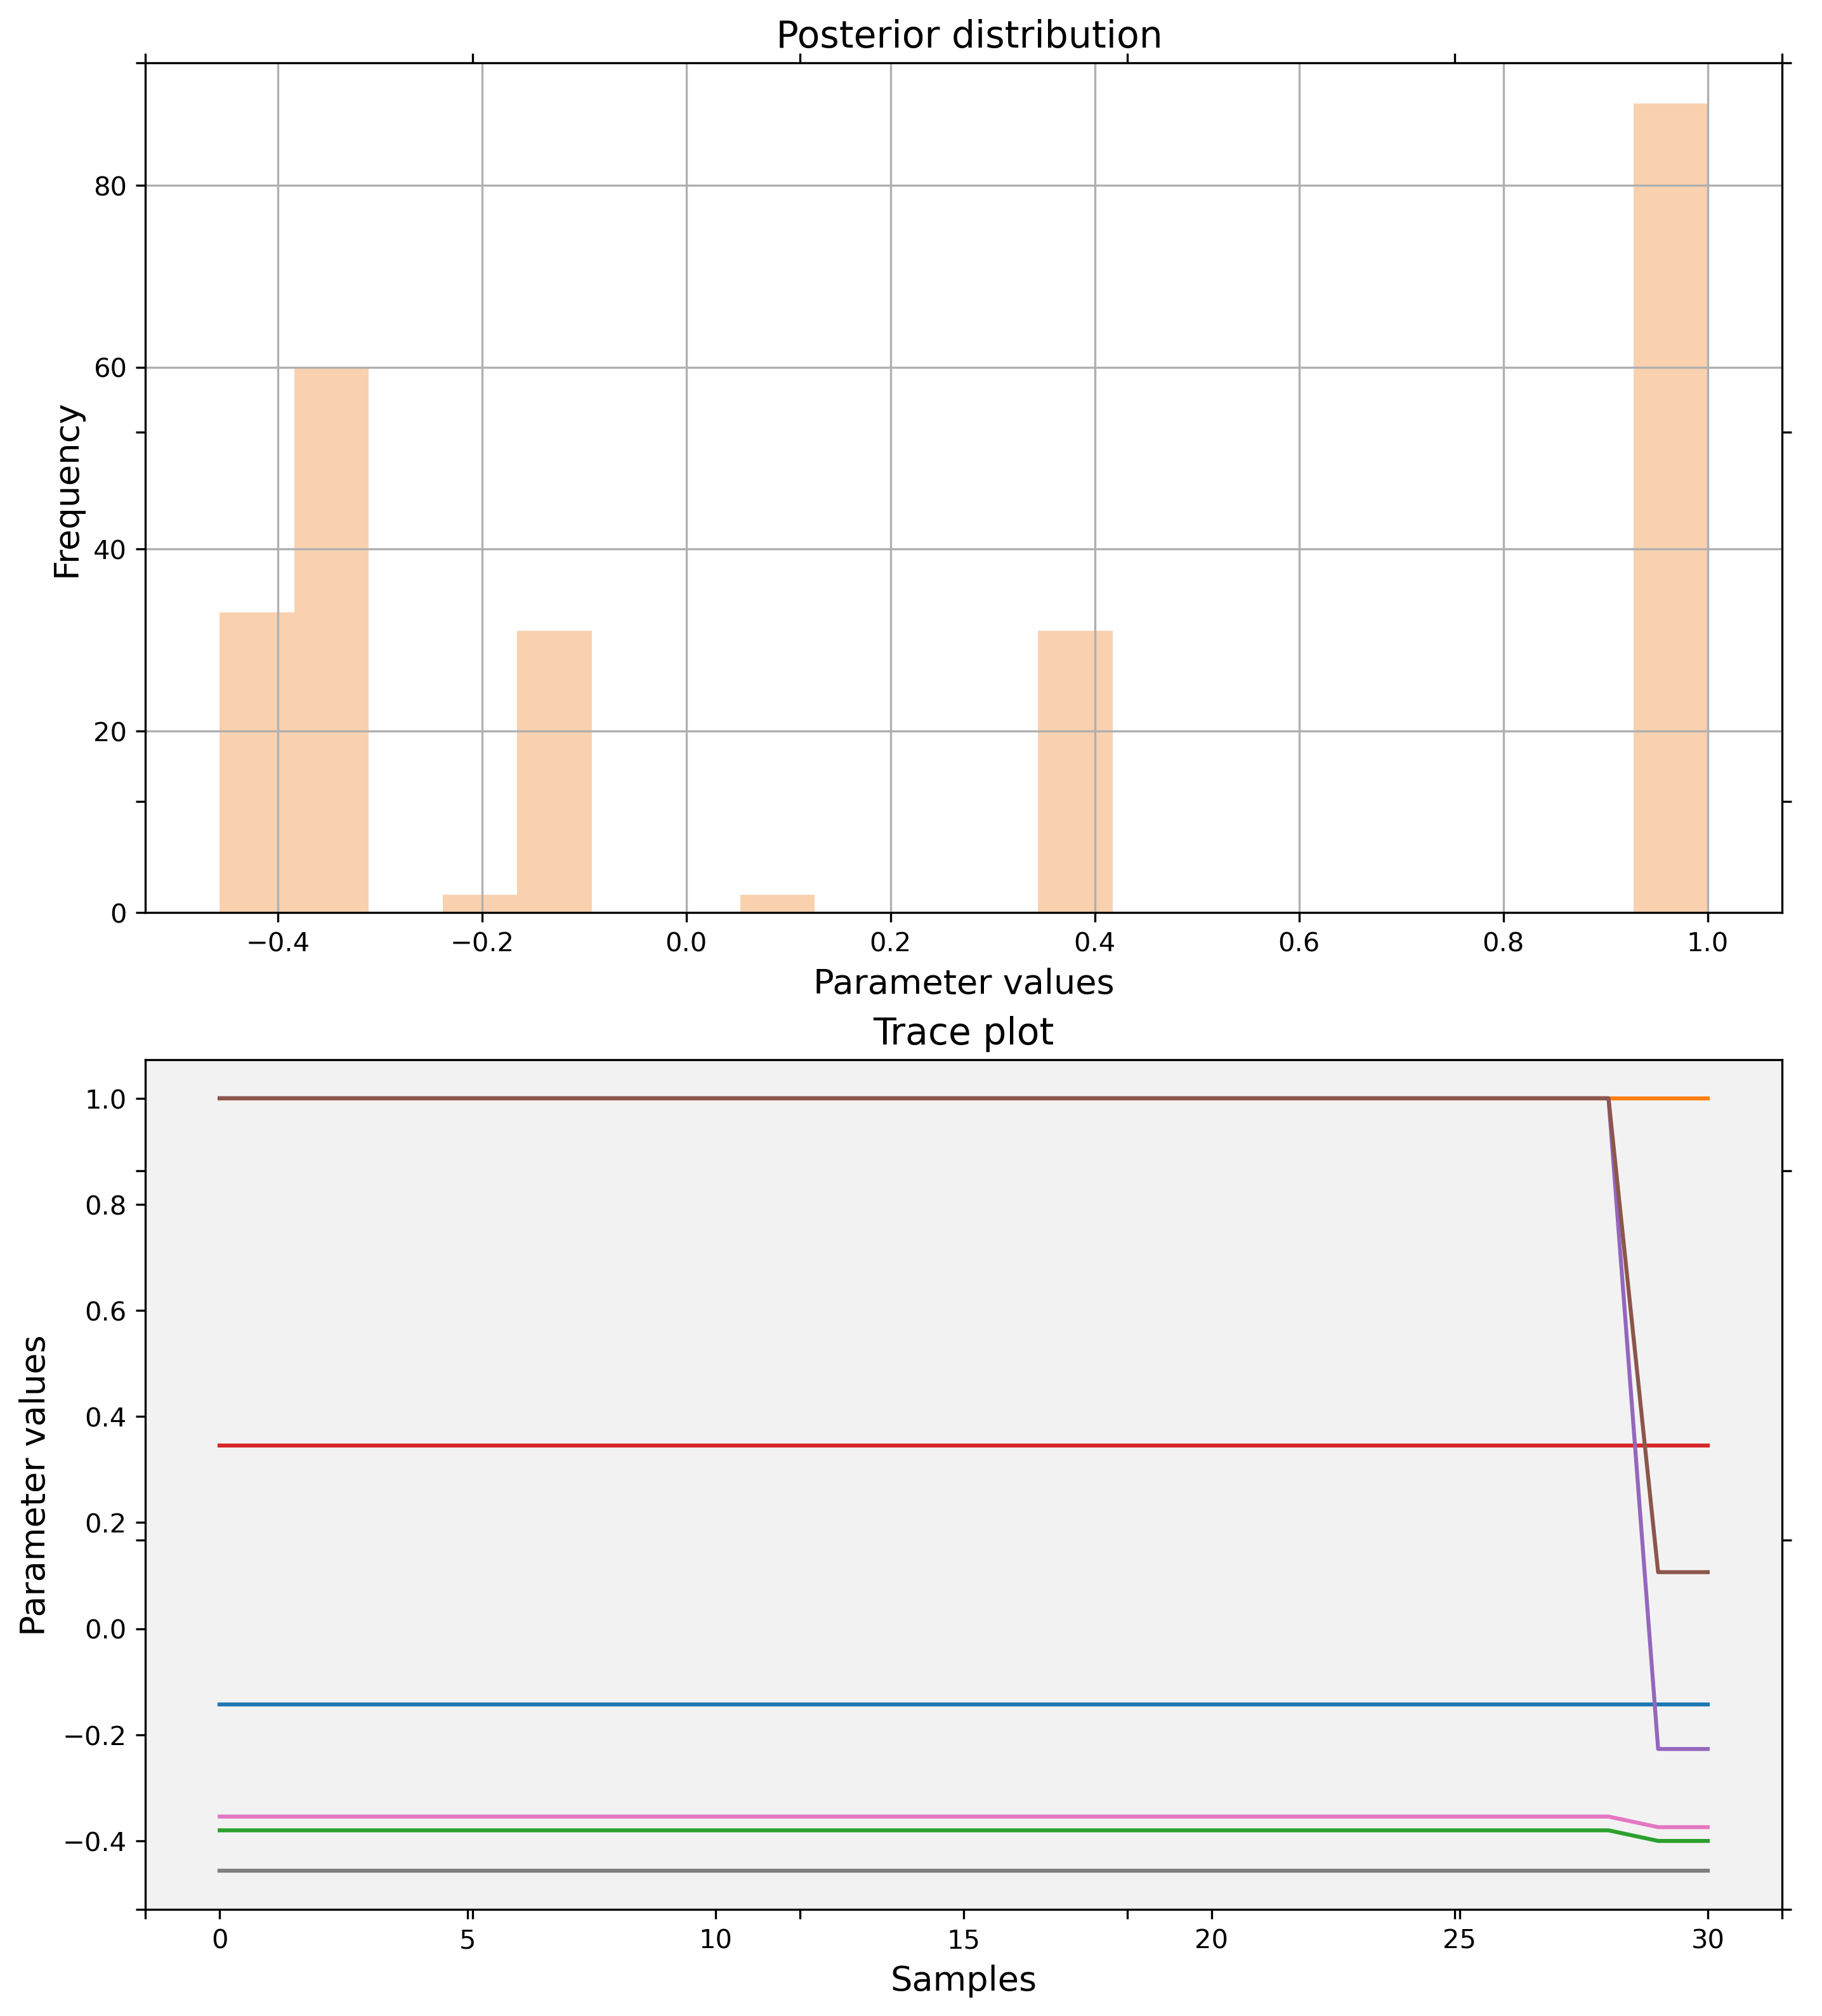 Posterior distribution
80
60
40
20
0
Frequency
−0.4 −0.2 0.0 0.2 0.4 0.6 0.8 1.0
Parameter values
Trace plot
1.0
0.8
0.6
0.4
0.2
0.0
−0.2
−0.4
Parameter values
0 5 10 15 20 25 30
Samples